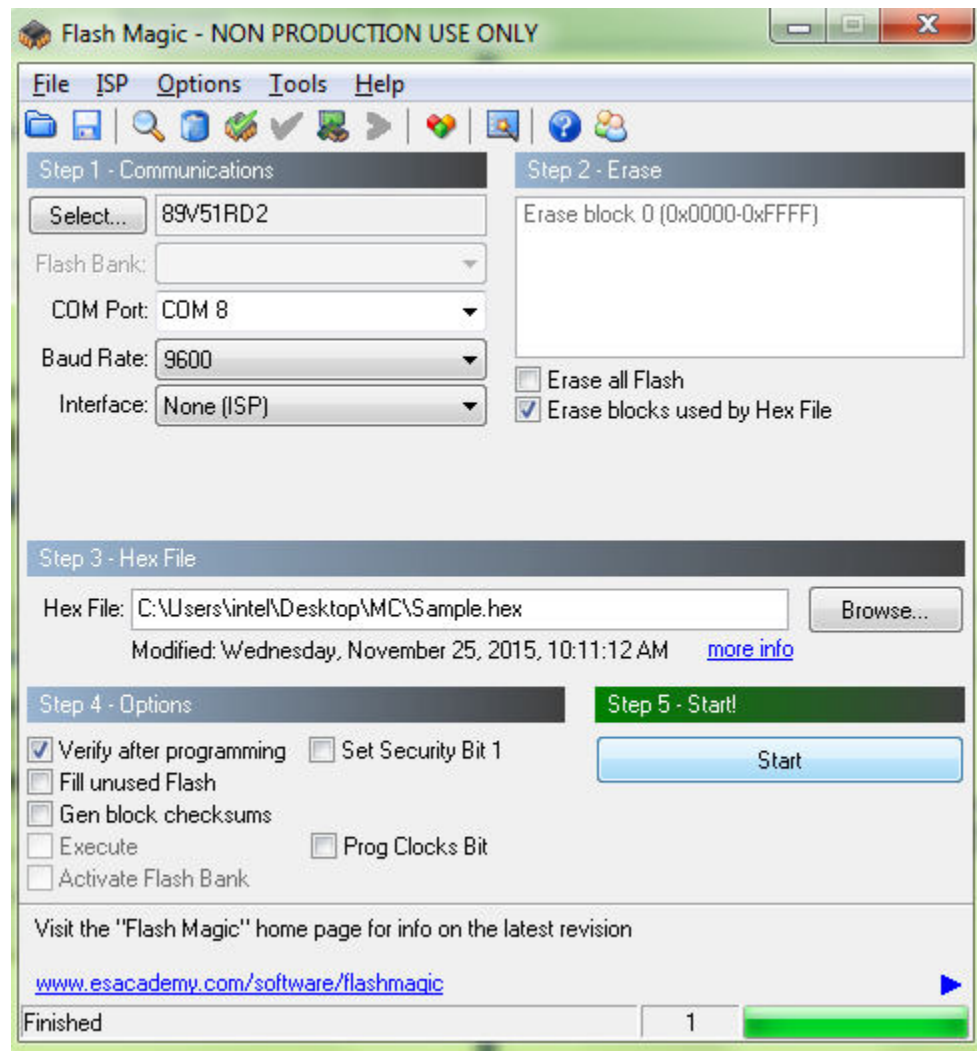 Flash Magic - NON PRODUCTION USE ONLY
File ISP Options Tools Help
Step 1 - Communications
Select... 89V51RD2
Flash Bank:
COM Port: COM 8
Baud Rate: 9600
Interface: None (ISP)
Step 2 - Erase
Erase block 0 (0x0000-0xFFFF)
Erase all Flash
Erase blocks used by Hex File
Step 3 - Hex File
Hex File: C:\Users\intel\Desktop\MC\Sample.hex Browse...
Modified: Wednesday, November 25, 2015, 10:11:12 AM more info
Step 4 - Options
Verify after programming Set Security Bit 1
Fill unused Flash
Gen block checksums
Execute Prog Clocks Bit
Activate Flash Bank
Step 5 - Start!
Start
Visit the "Flash Magic" home page for info on the latest revision
www.esacademy.com/software/flashmagic
Finished 1